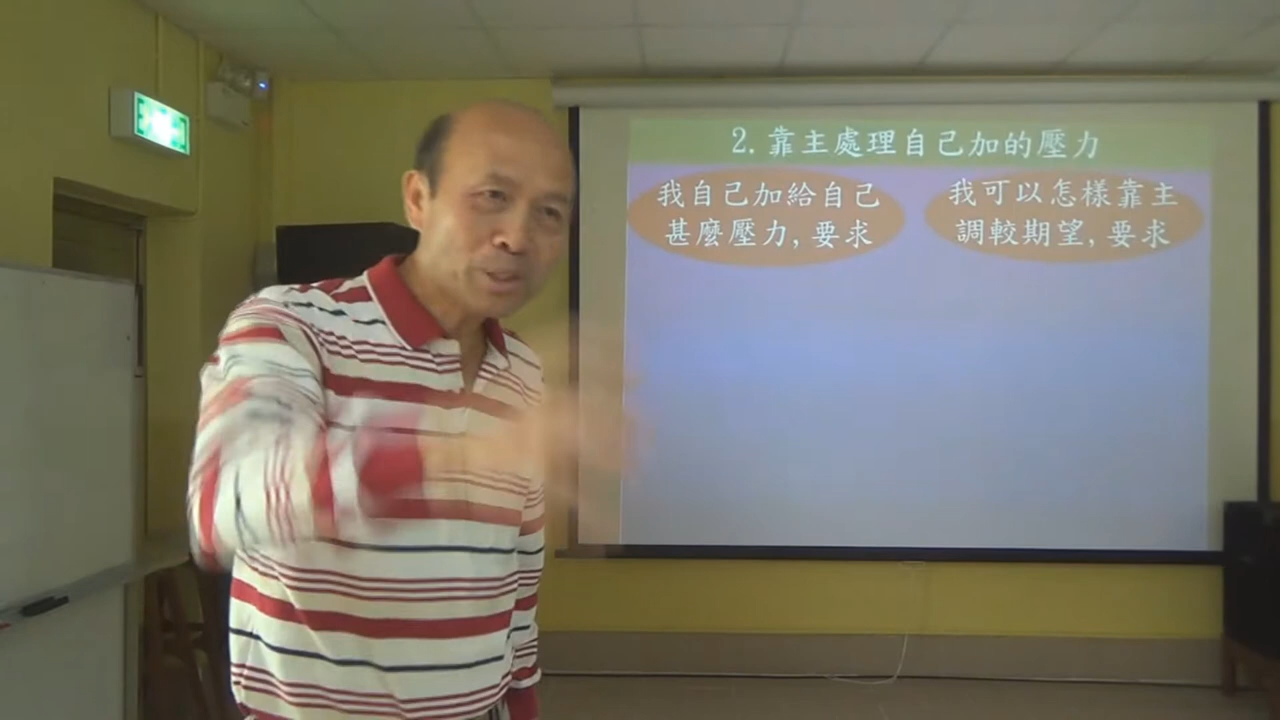 2.靠主處理自己加的壓力
我自己加給自己
甚麼壓力,要求
我可以怎樣靠主
調較期望,要求